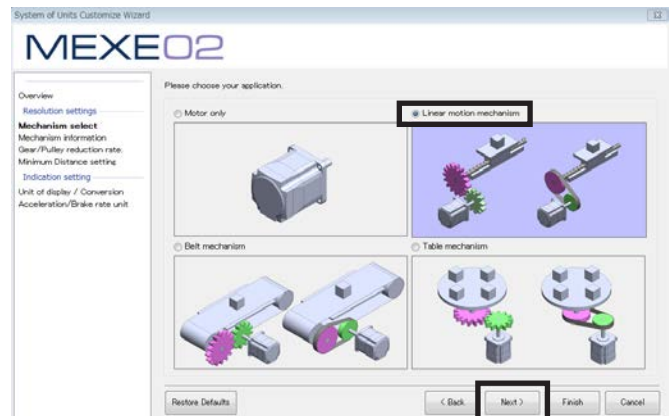 System of Units Customize Wizard
MEXE02
Overview
Resolution settings
Mechanism select
Mechanism information
Gear/Pulley reduction rate.
Minimum Distance setting
Indication setting
Unit of display / Conversion
Acceleration/Brake rate unit
Please choose your application.
Motor only
Linear motion mechanism
Belt mechanism
Table mechanism
Restore Defaults
< Back
Next >
Finish
Cancel